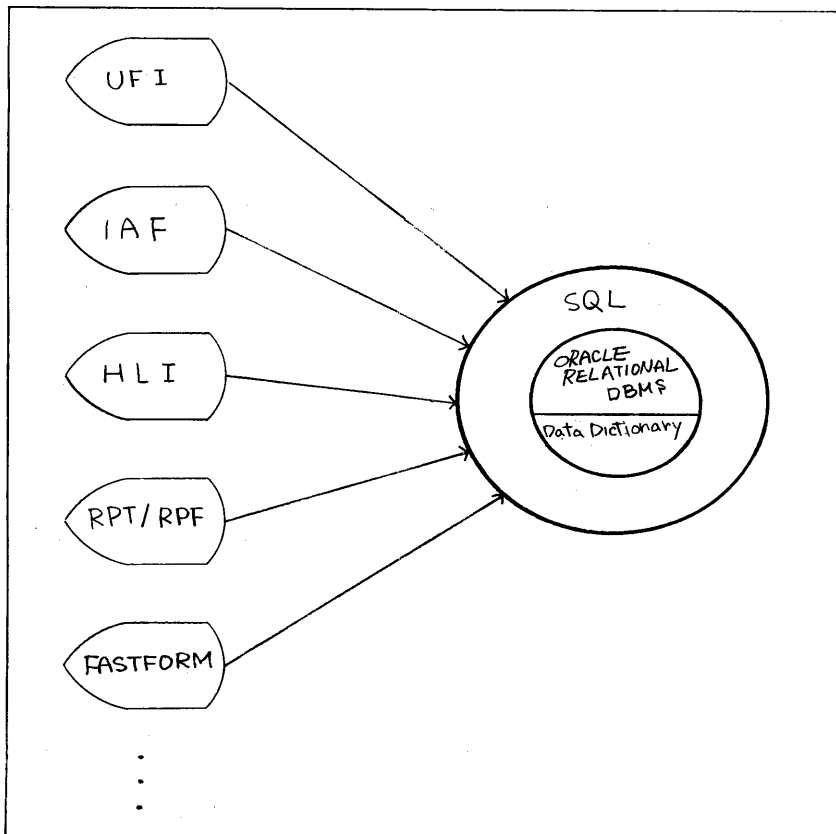 UFI
IAF
HLI
RPT/RPF
FASTFORM
SQL
ORACLE
RELATIONAL
DBMS
Data Dictionary